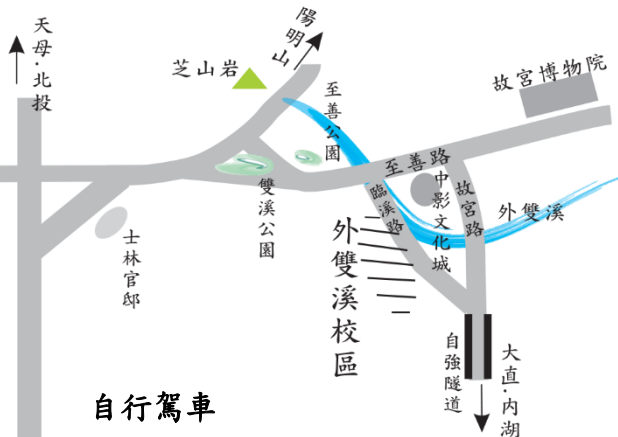 天母·北投
陽明山
芝山岩
至善公園
故宮博物院
至善路
雙溪公園
臨溪路
中影文化城
故宮路
外雙溪
士林官邸
外雙溪校區
自強隧道
大直·內湖
自行駕車